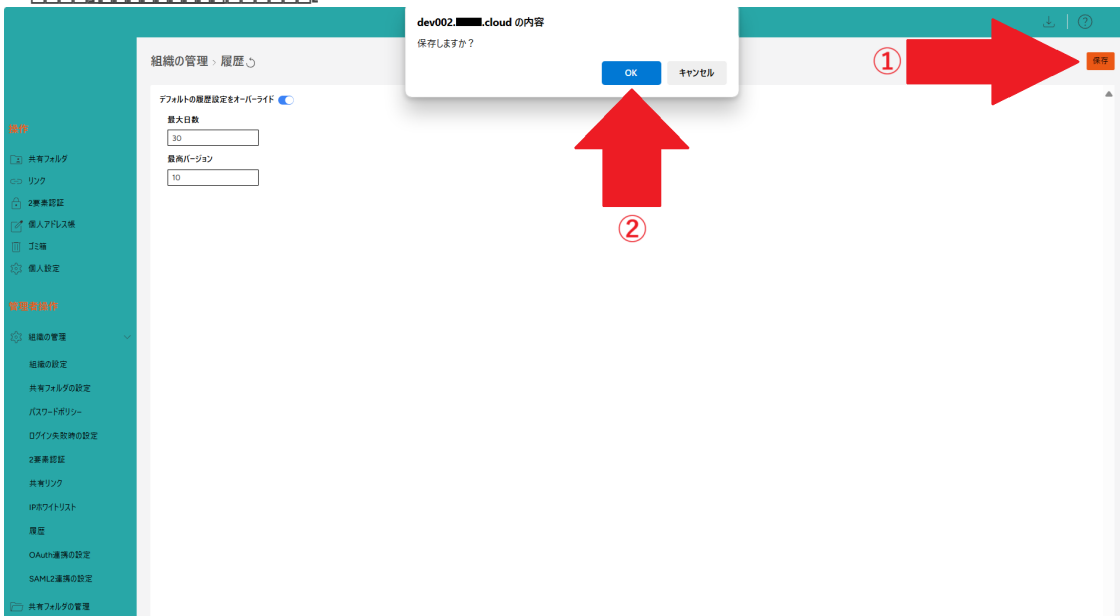 dev002. .cloud の内容
保存しますか？
OK
キャンセル
①
保存
組織の管理 › 履歴
デフォルトの履歴設定をオーバーライド
最大日数
30
最高バージョン
10
②
操作
共有フォルダ
リンク
2要素認証
個人アドレス帳
ゴミ箱
個人設定
管理者操作
組織の管理
組織の設定
共有フォルダの設定
パスワードポリシー
ログイン失敗時の設定
2要素認証
共有リンク
IPホワイトリスト
履歴
OAuth連携の設定
SAML2連携の設定
共有フォルダの管理